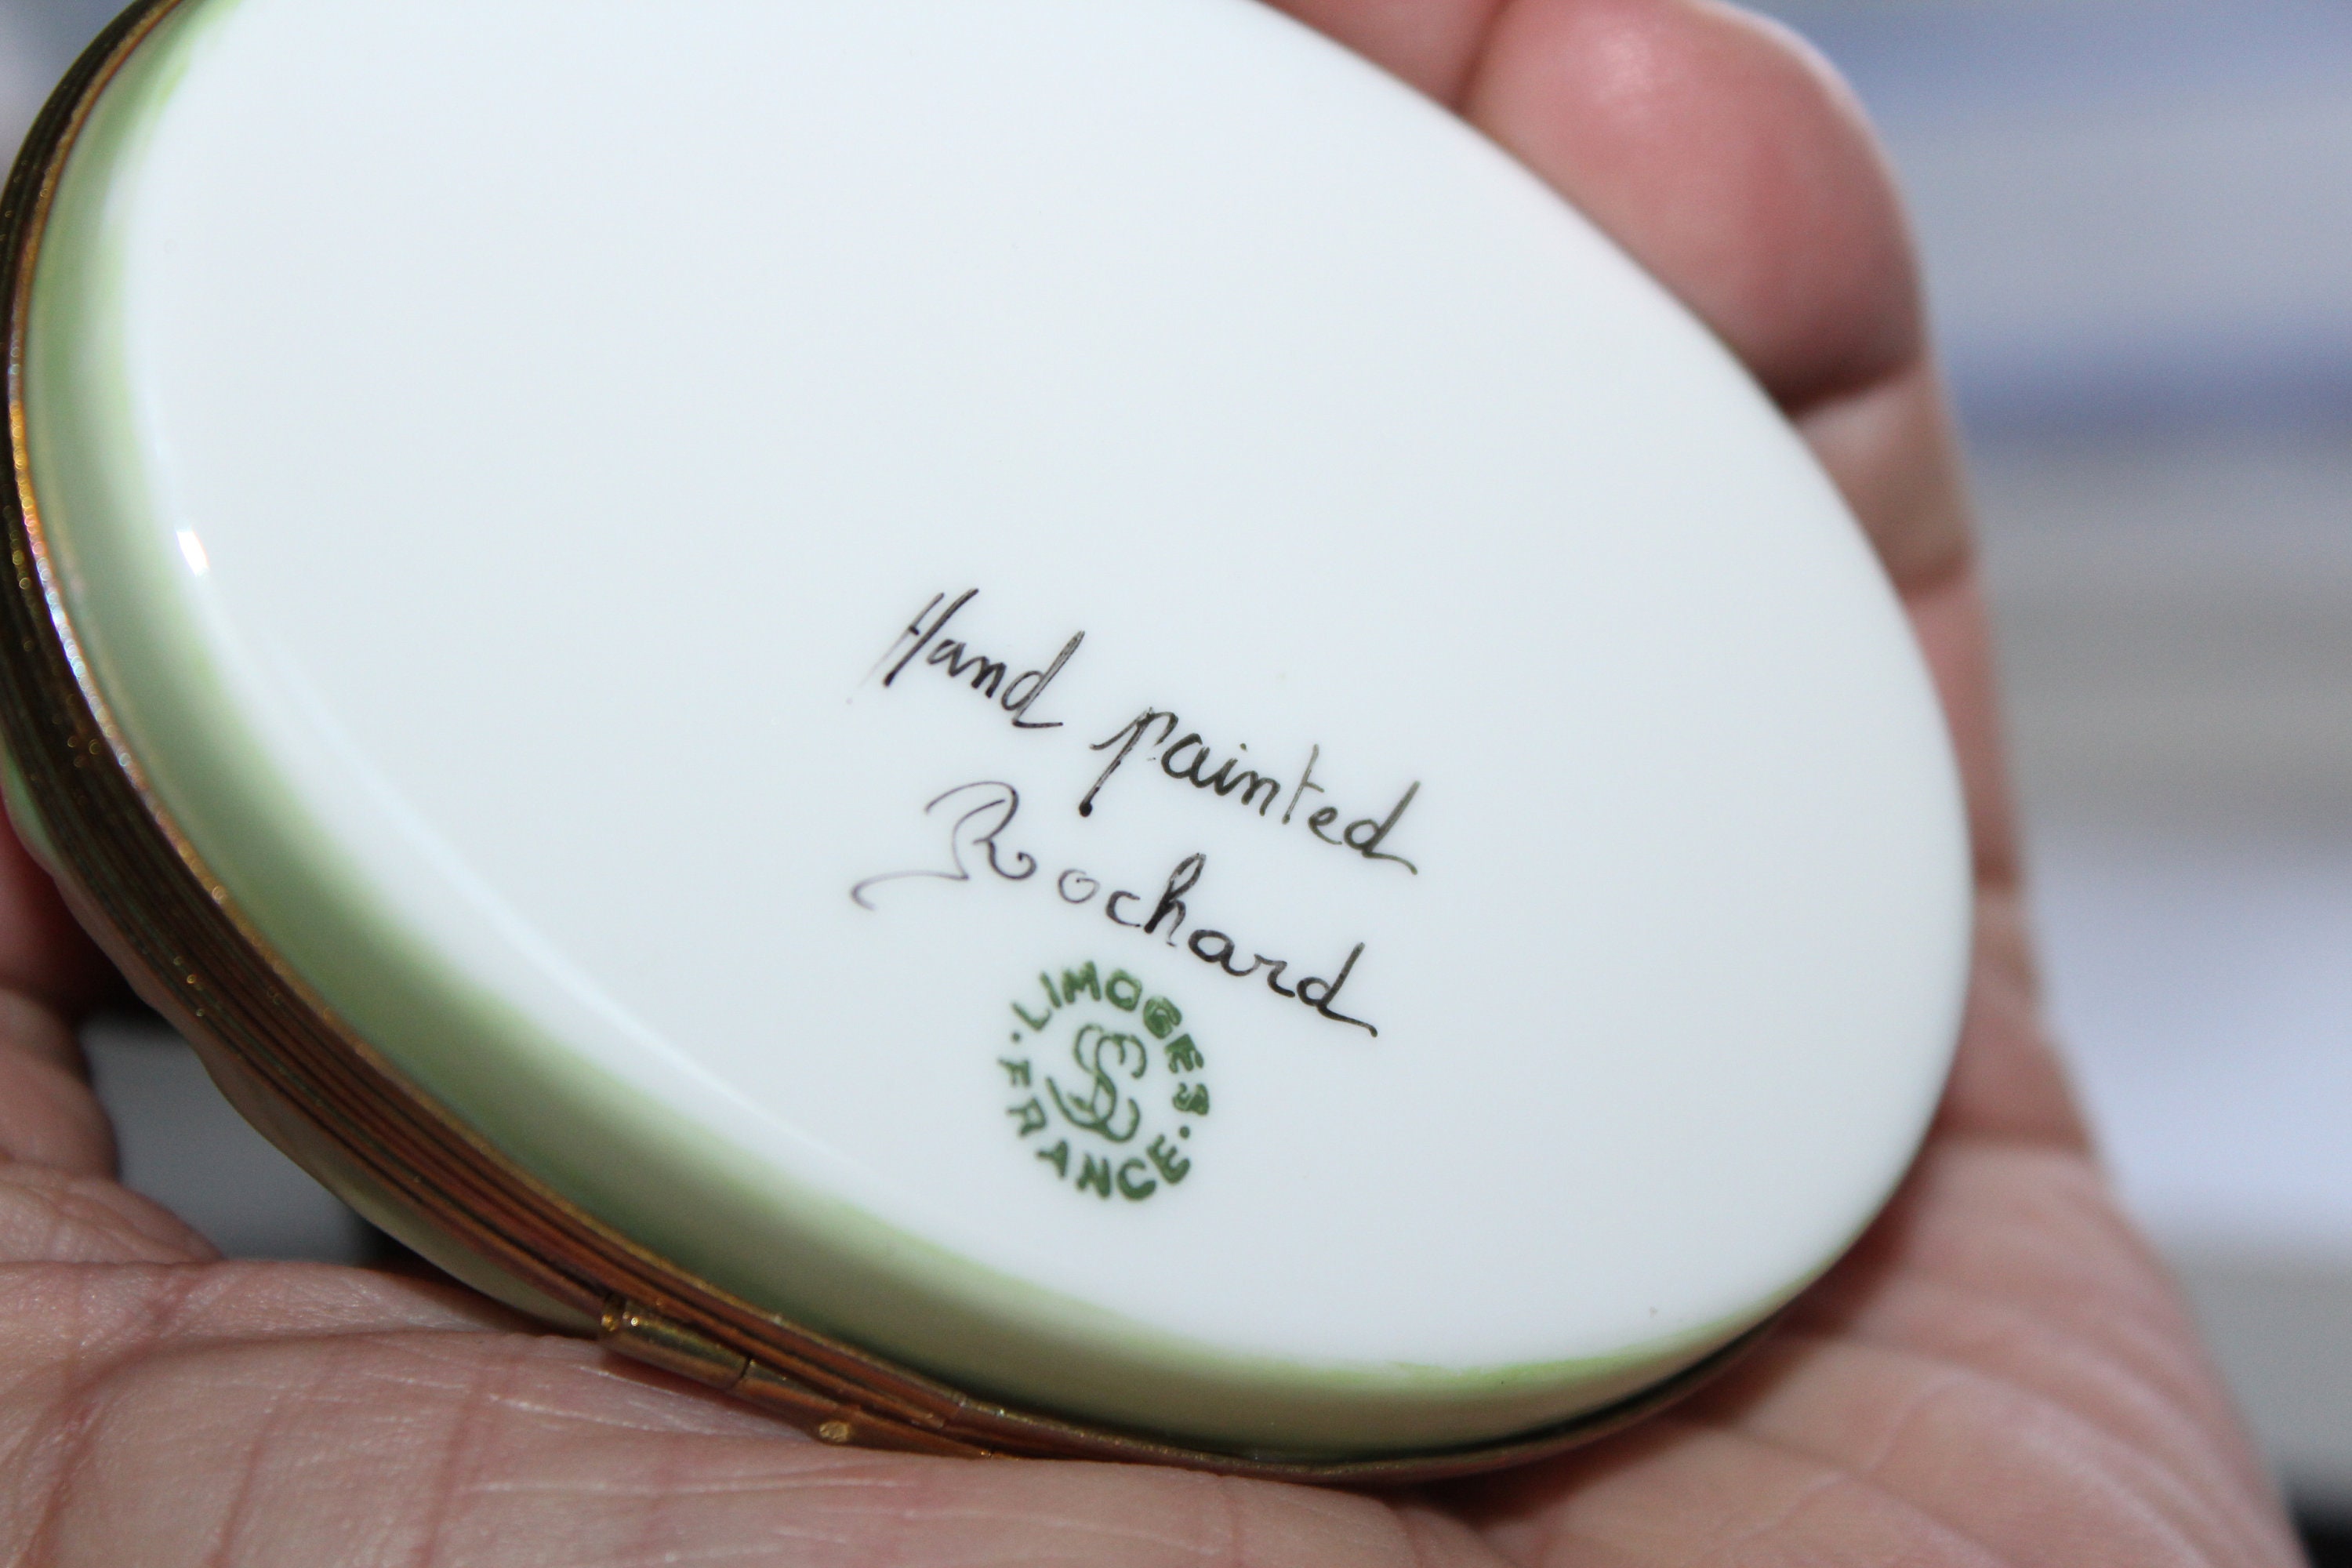 Hand painted
Rochard
LIMOGES
FRANCE